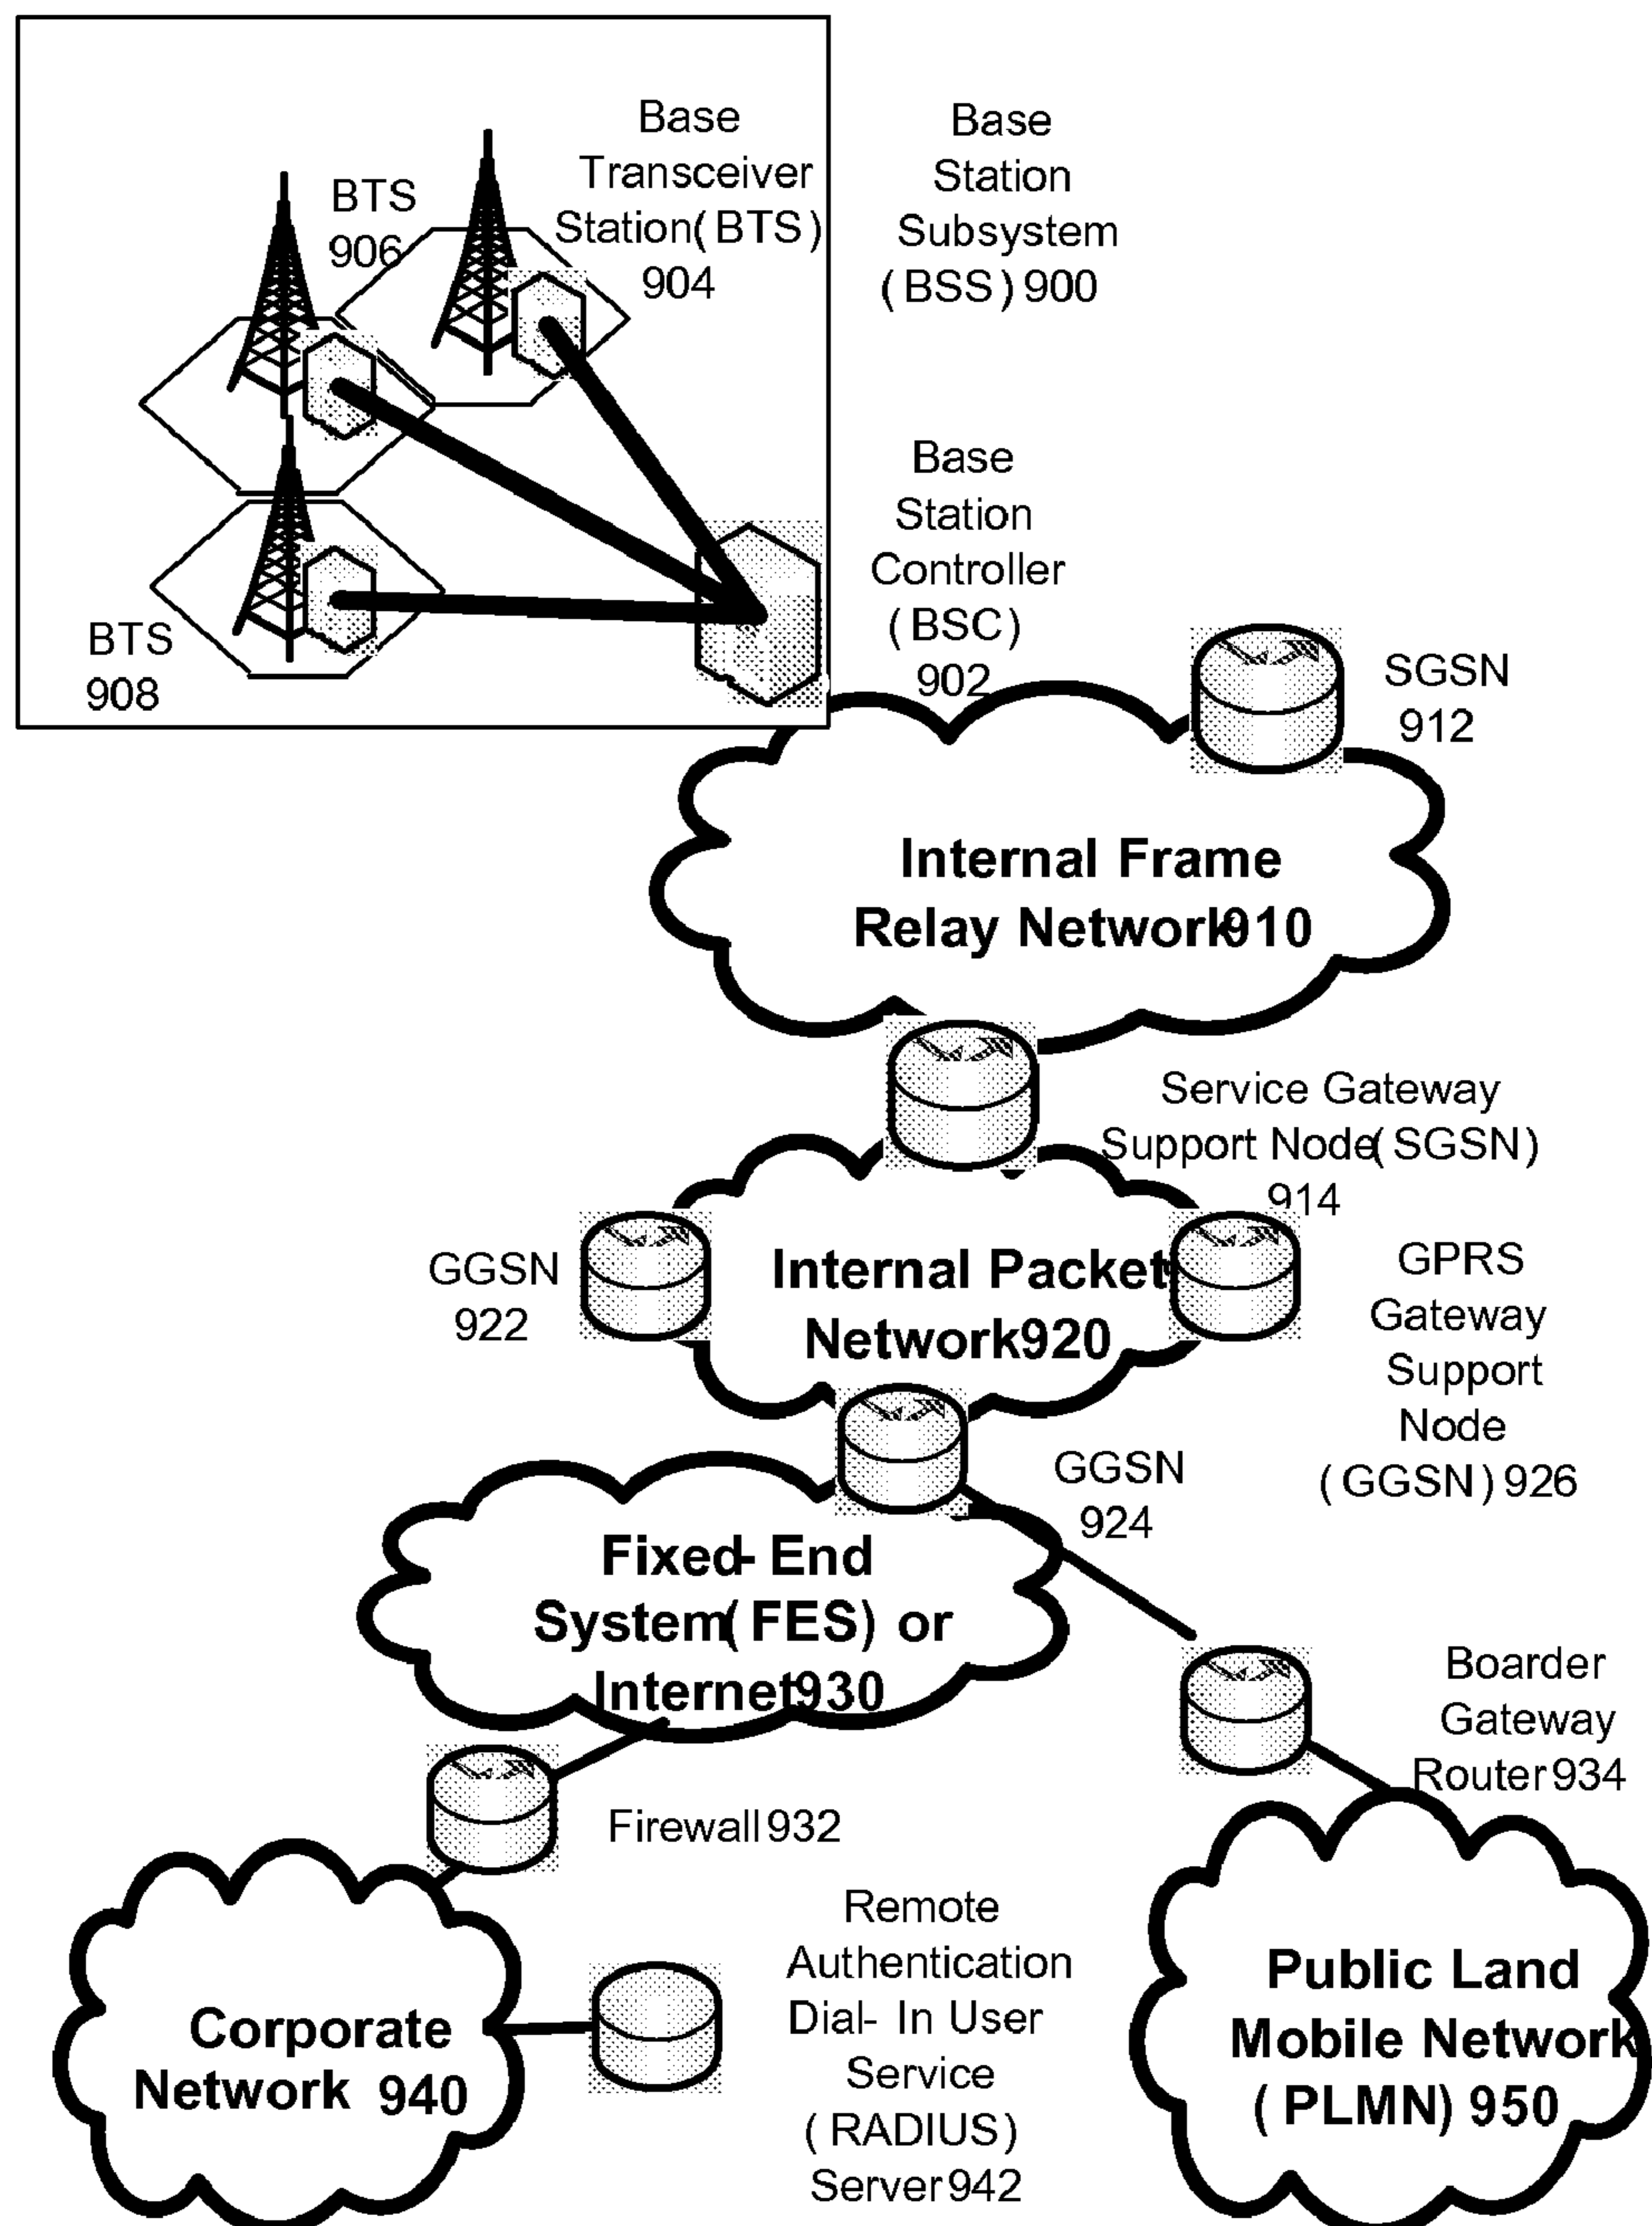 Base
Transceiver
Station(BTS)
904
BTS
906
BTS
908
Base
Station
Subsystem
(BSS) 900
Base
Station
Controller
(BSC)
902
SGSN
912
Internal Frame
Relay Network910
Service Gateway
Support Node(SGSN)
914
GGSN
922
Internal Packet
Network920
GPRS
Gateway
Support
Node
(GGSN) 926
GGSN
924
Fixed-End
System(FES) or
Internet930
Boarder
Gateway
Router934
Firewall932
Remote
Authentication
Dial-In User
Service
(RADIUS)
Server942
Corporate
Network 940
Public Land
Mobile Network
(PLMN) 950